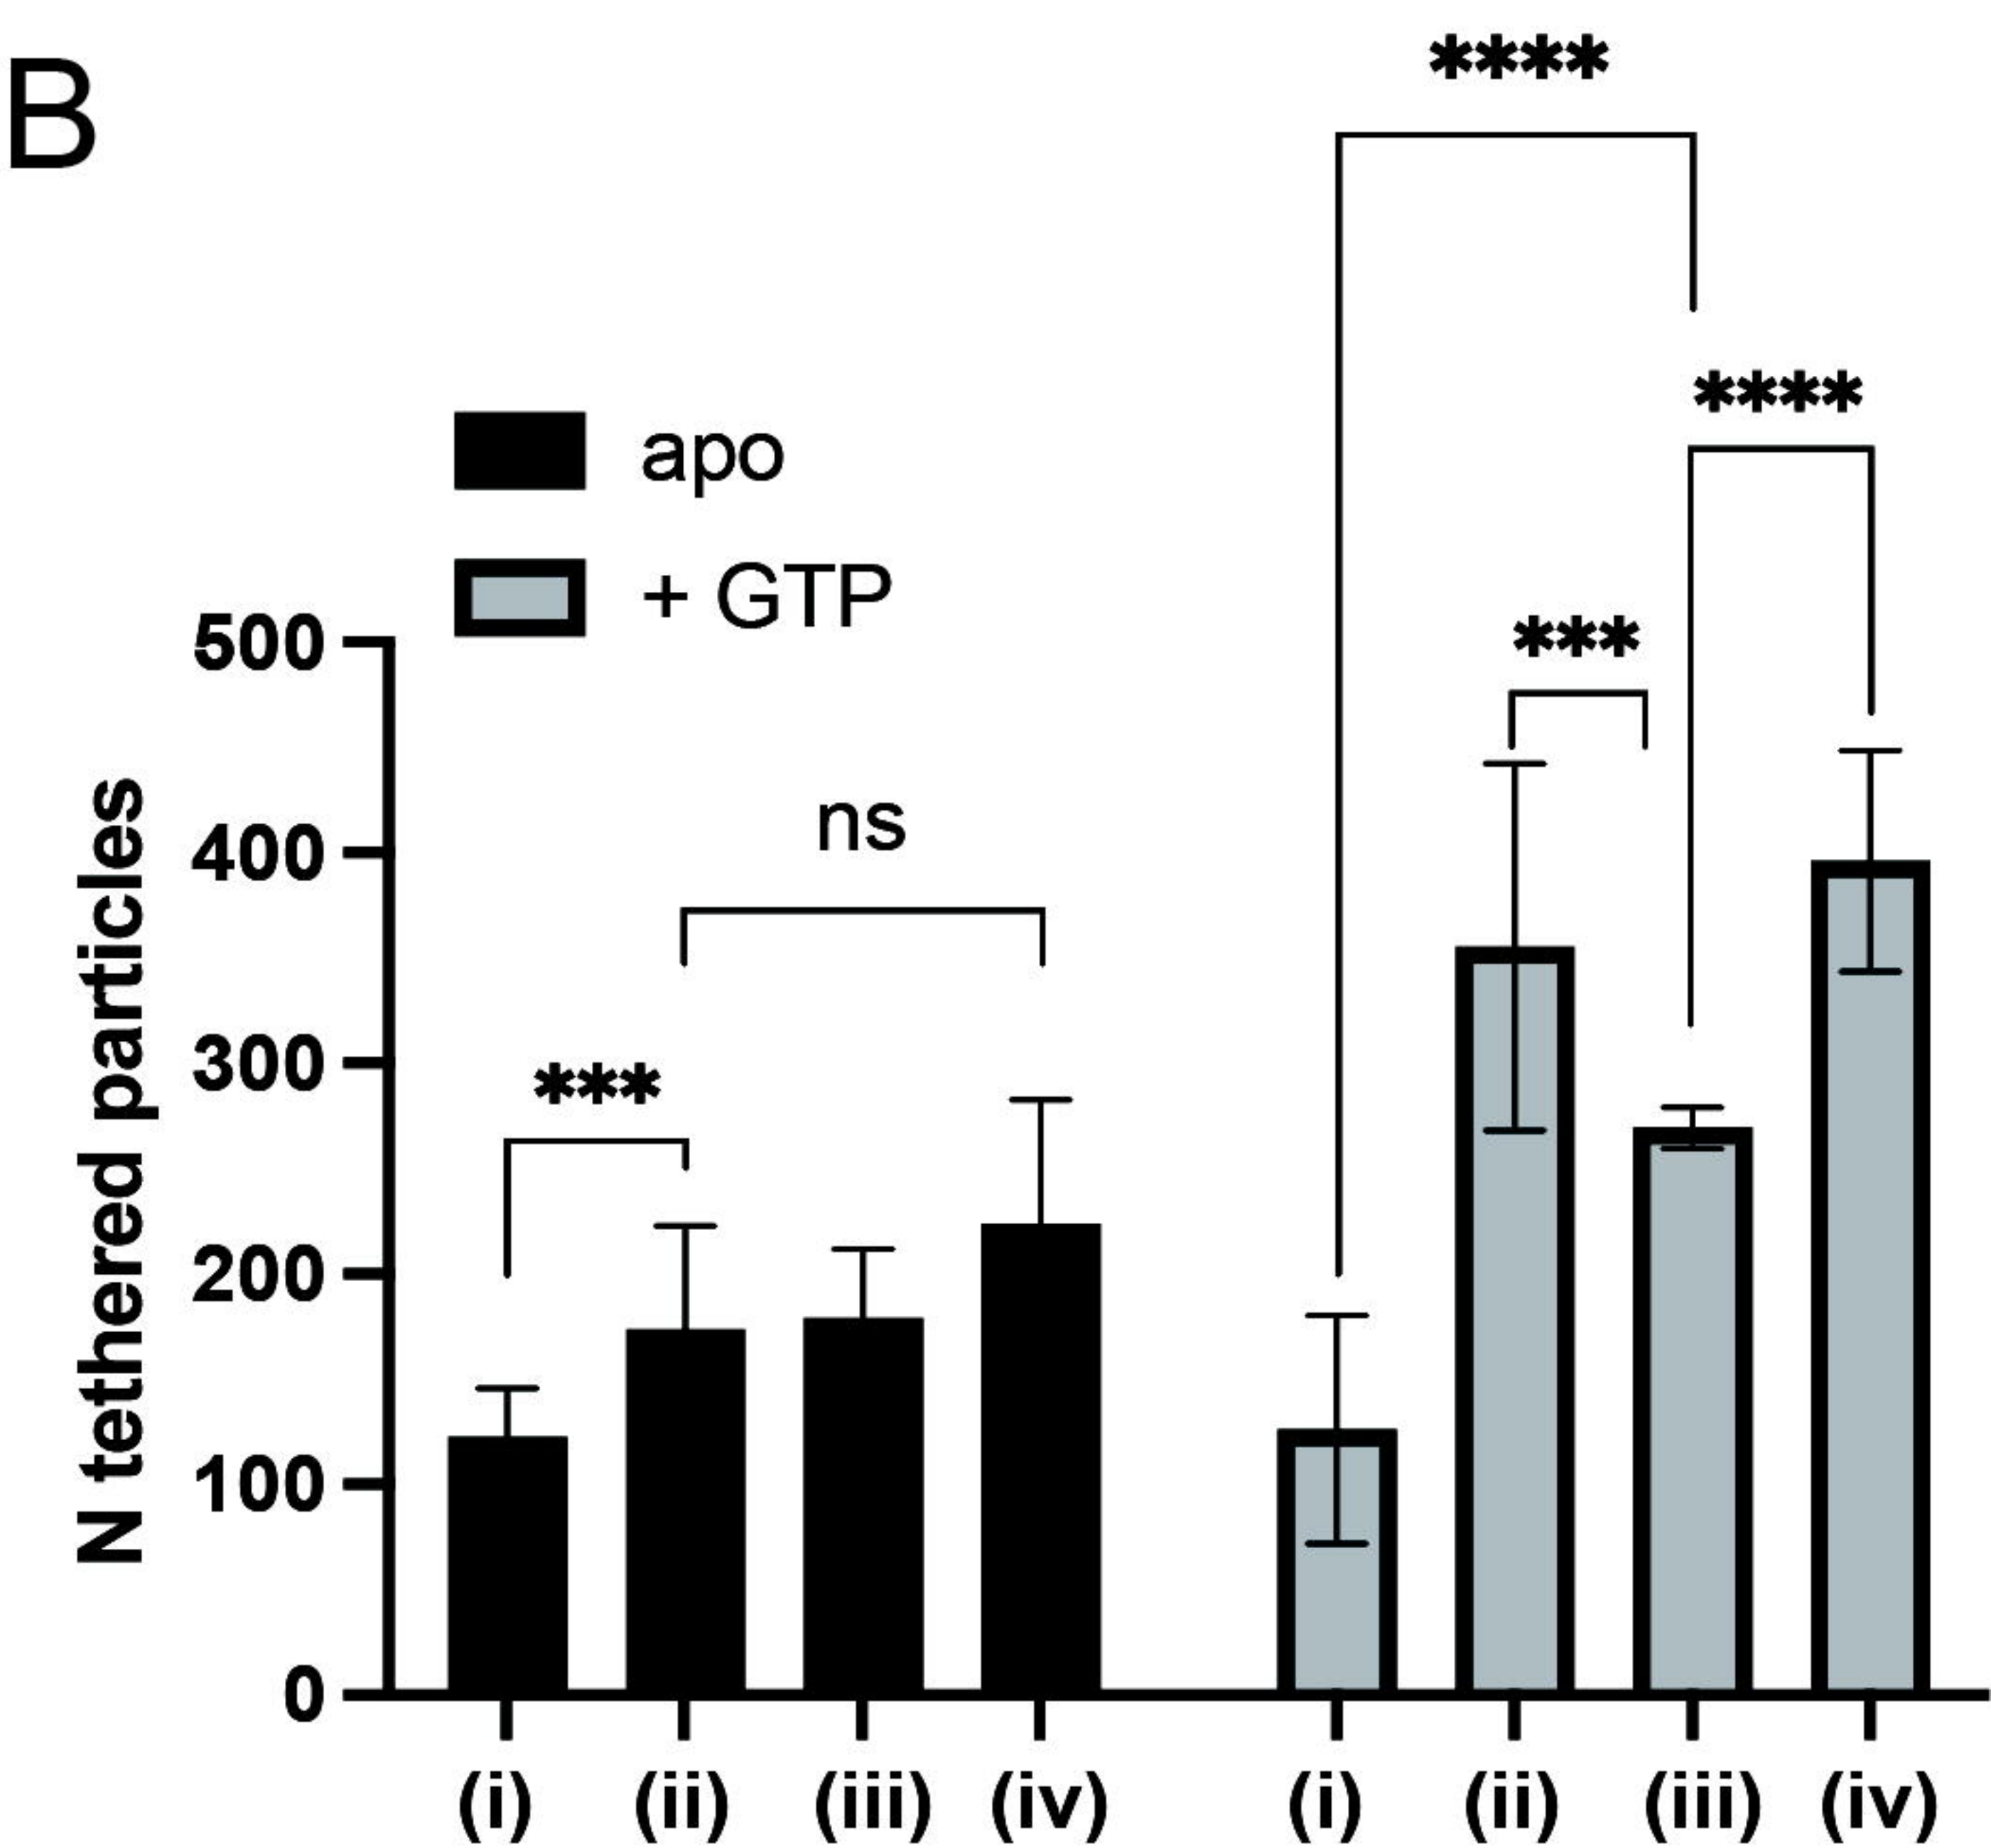 B
****
****
apo
+ GTP
***
500
ns
400
***
300
200
100
0
N tethered particles
(i) (ii) (iii) (iv) (i) (ii) (iii) (iv)